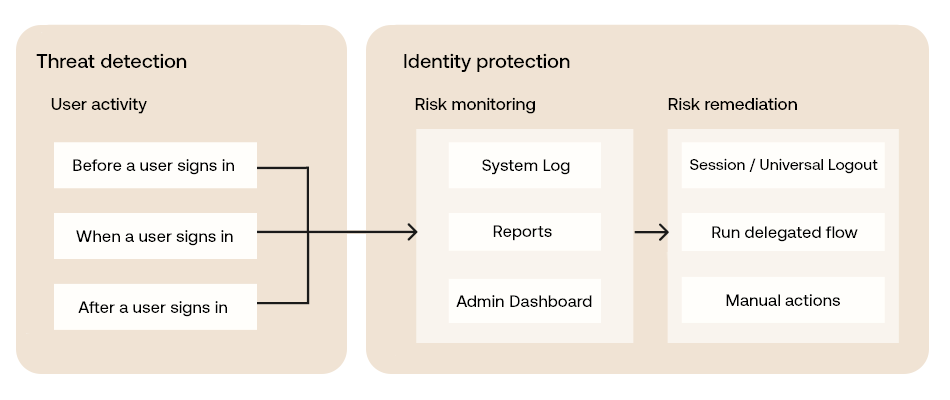 Threat detection
User activity
Before a user signs in
When a user signs in
After a user signs in
Identity protection
Risk monitoring
System Log
Reports
Admin Dashboard
Risk remediation
Session / Universal Logout
Run delegated flow
Manual actions